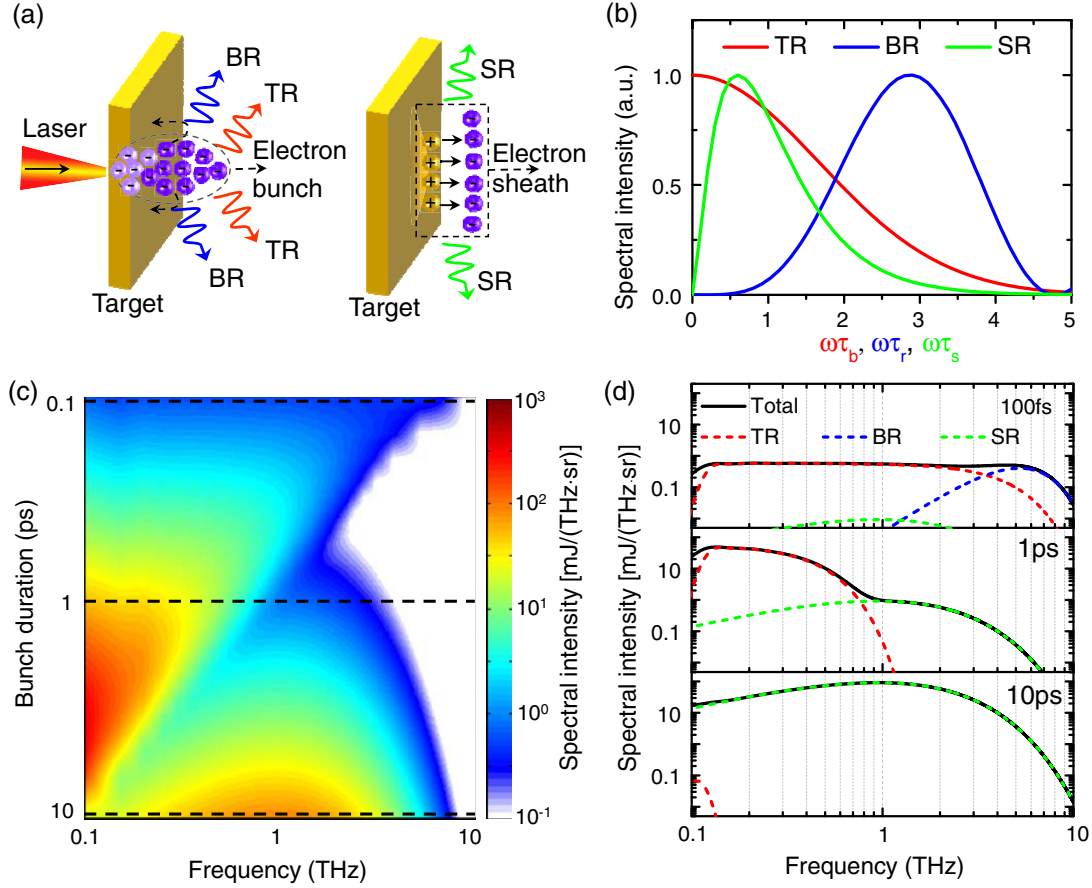 (a)
BR
TR
Laser
Electron
bunch
TR
BR
Target
SR
Electron
sheath
SR
Target
(b)
TR BR SR
Spectral intensity (a.u.)
1.0
0.5
0.0
0 1 2 3 4 5
ωτb, ωτr, ωτs
(c)
Bunch duration (ps)
0.1
1
10
0.1 1 10
Frequency (THz)
10³
10²
10¹
10⁰
10⁻¹
Spectral intensity [mJ/(THz·sr)]
(d)
Spectral intensity [mJ/(THz·sr)]
Total 100fs
TR BR SR
10
0.1
1ps
10
0.1
10ps
10
0.1
0.1 1 10
Frequency (THz)